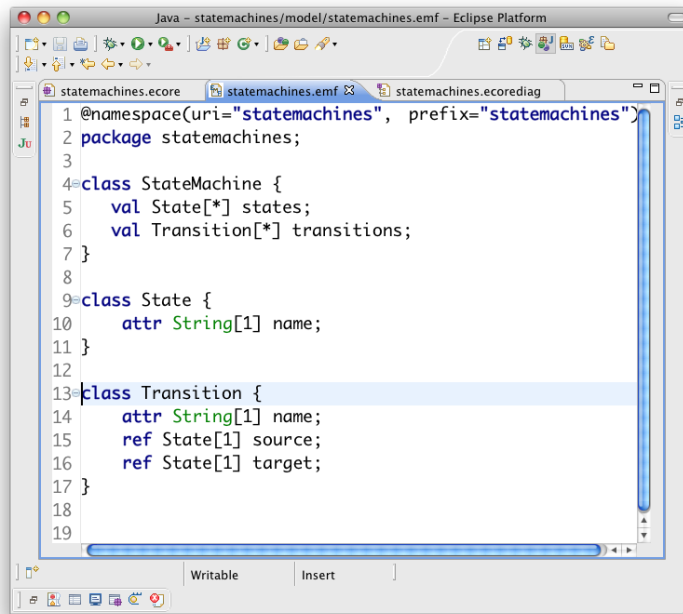 Java - statemachines/model/statemachines.emf - Eclipse Platform
statemachines.ecore
statemachines.emf
statemachines.ecorediag
Ju
1 @namespace(uri="statemachines", prefix="statemachines")
2 package statemachines;
3
4 class StateMachine {
5 val State[*] states;
6 val Transition[*] transitions;
7 }
8
9 class State {
10 attr String[1] name;
11 }
12
13 class Transition {
14 attr String[1] name;
15 ref State[1] source;
16 ref State[1] target;
17 }
18
19
Writable
Insert